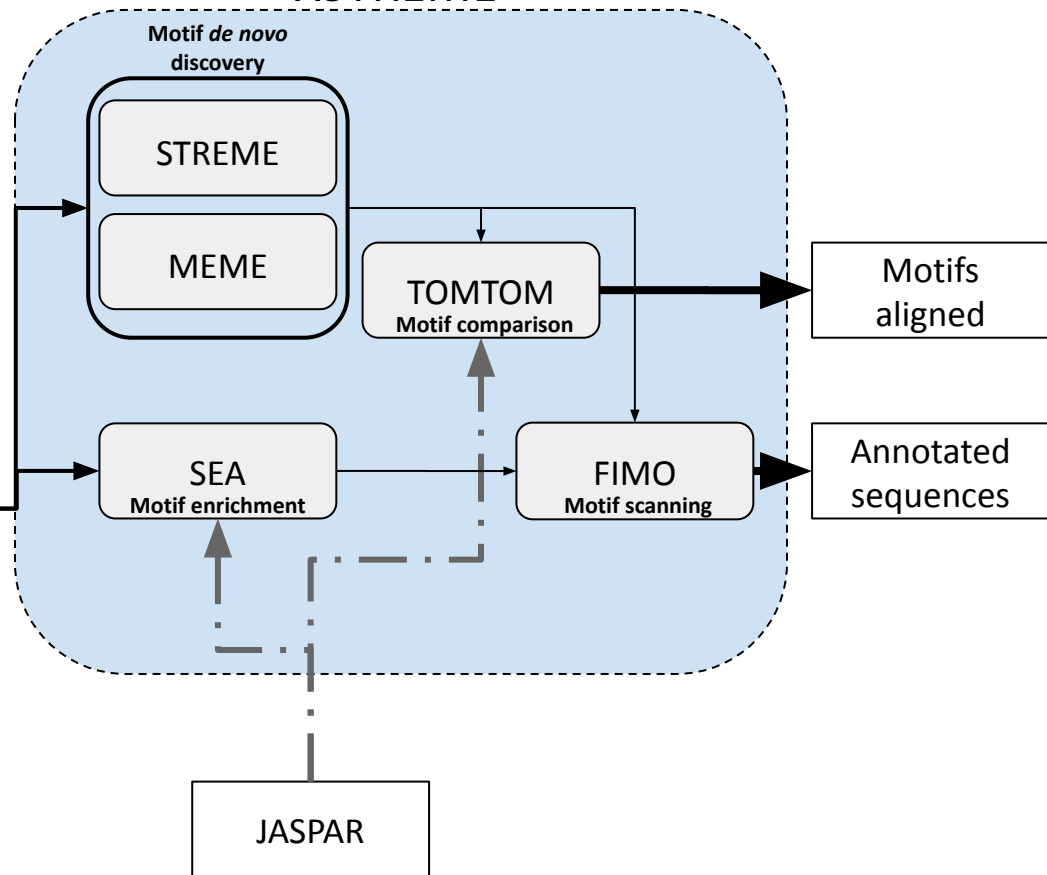 Motif de novo
discovery
STREME
MEME
TOMTOM
Motif comparison
Motifs
aligned
SEA
Motif enrichment
FIMO
Motif scanning
Annotated
sequences
JASPAR